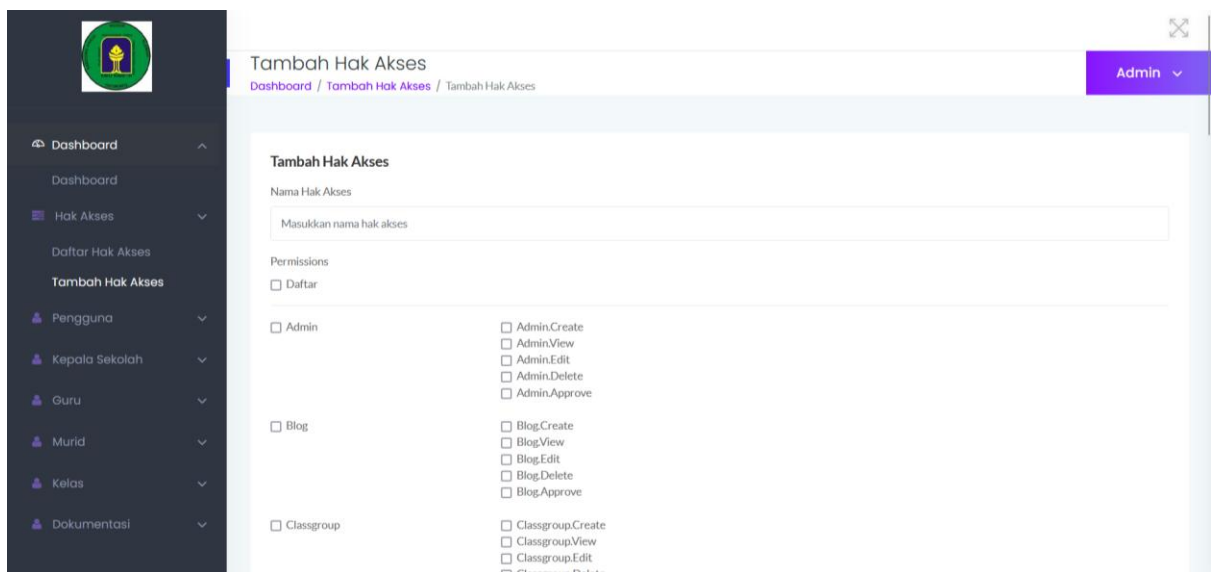 Tambah Hak Akses
Dashboard / Tambah Hak Akses / Tambah Hak Akses
Admin
Dashboard
Dashboard
Hak Akses
Daftar Hak Akses
Tambah Hak Akses
Pengguna
Kepala Sekolah
Guru
Murid
Kelas
Dokumentasi
Tambah Hak Akses
Nama Hak Akses
Masukkan nama hak akses
Permissions
Daftar
Admin
Admin.Create
Admin.View
Admin.Edit
Admin.Delete
Admin.Approve
Blog
Blog.Create
Blog.View
Blog.Edit
Blog.Delete
Blog.Approve
Classgroup
Classgroup.Create
Classgroup.View
Classgroup.Edit
Classgroup.Delete